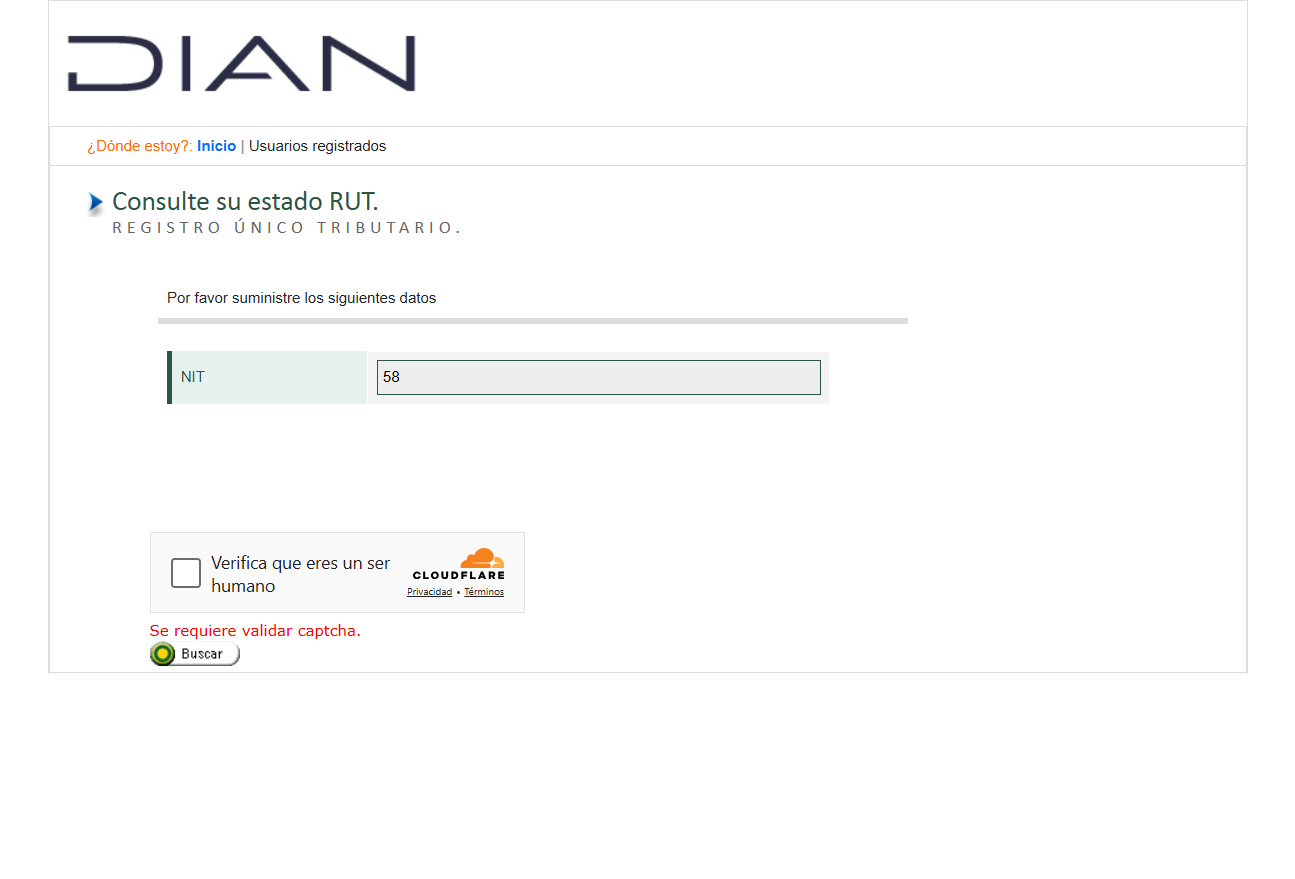 DIAN
¿Dónde estoy?: Inicio | Usuarios registrados
Consulte su estado RUT.
REGISTRO ÚNICO TRIBUTARIO.
Por favor suministre los siguientes datos
NIT 58
Verifica que eres un ser
humano
CLOUDFLARE
Privacidad • Términos
Se requiere validar captcha.
Buscar